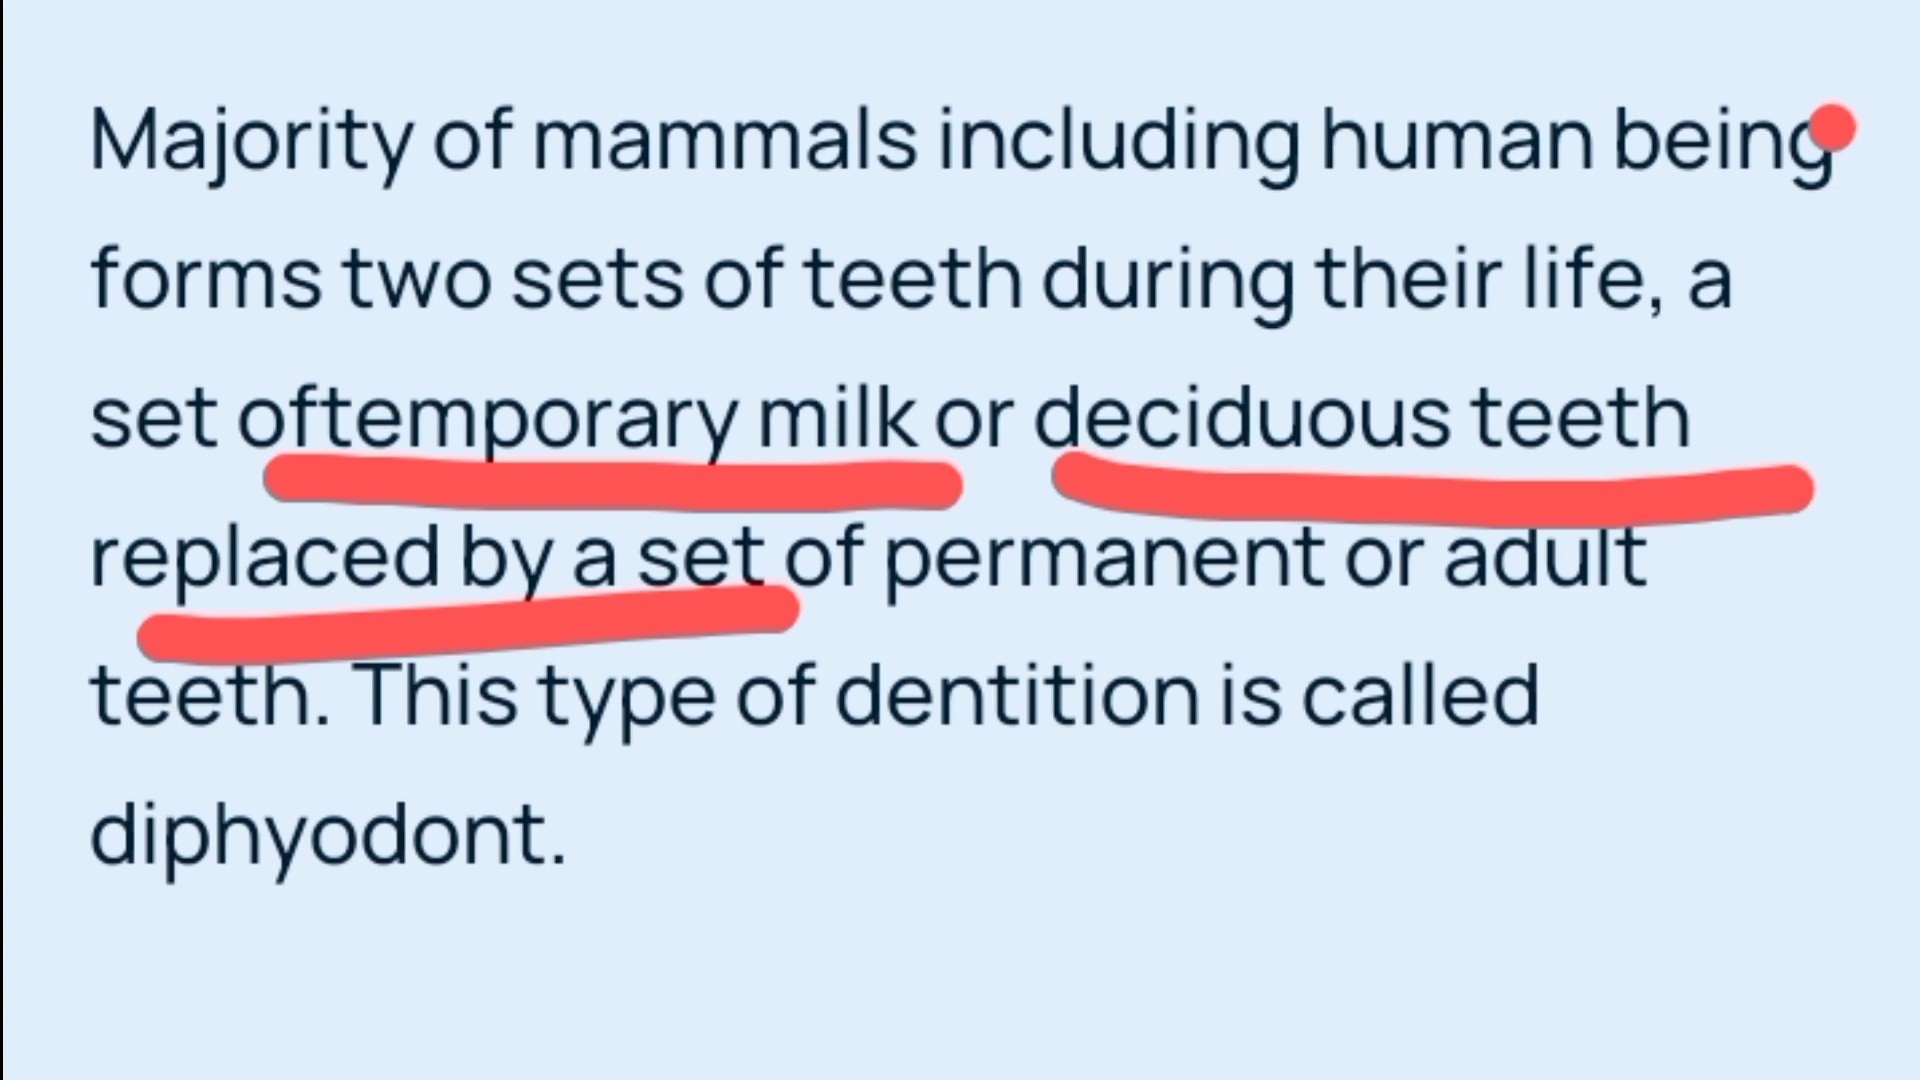 Majority of mammals including human being
forms two sets of teeth during their life, a
set oftemporary milk or deciduous teeth
replaced by a set of permanent or adult
teeth. This type of dentition is called
diphyodont.